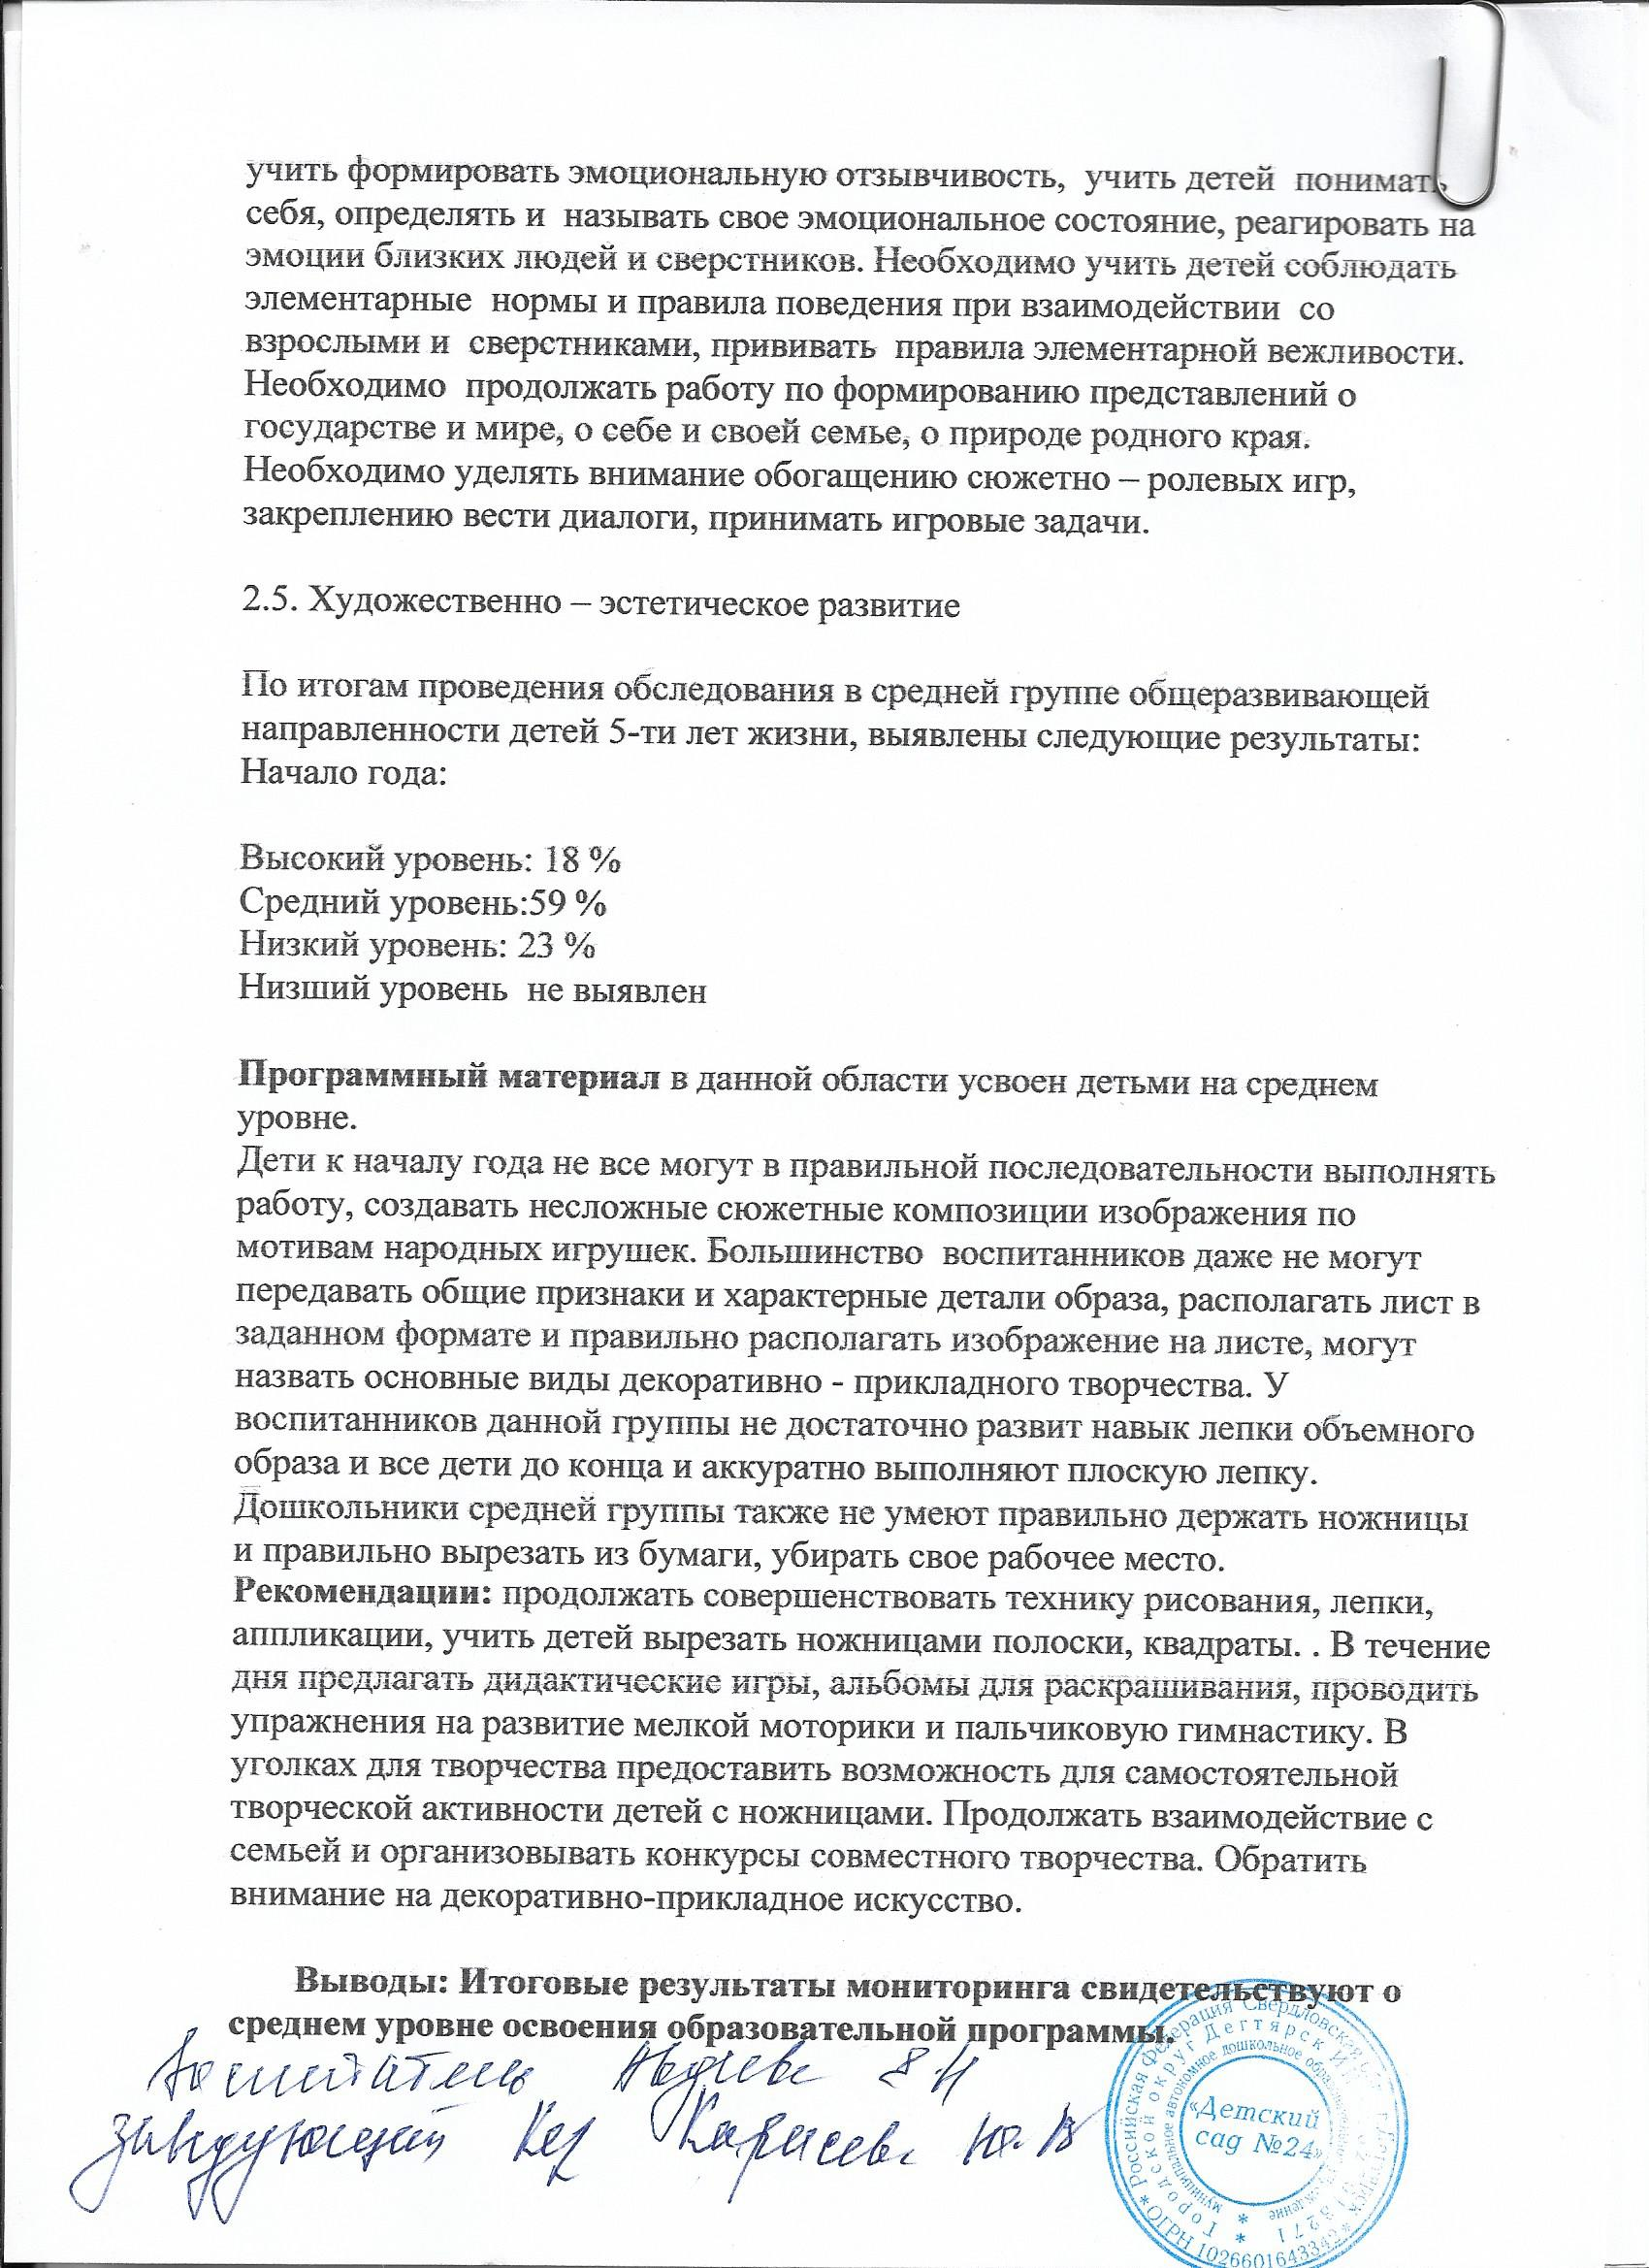 учить формировать эмоциональную отзывчивость, учить детей понимать
себя, определять и называть свое эмоциональное состояние, реагировать на
эмоции близких людей и сверстников. Необходимо учить детей соблюдать
элементарные нормы и правила поведения при взаимодействии со
взрослыми и сверстниками, прививать правила элементарной вежливости.
Необходимо продолжать работу по формированию представлений о
государстве и мире, о себе и своей семье, о природе родного края.
Необходимо уделять внимание обогащению сюжетно – ролевых игр,
закреплению вести диалоги, принимать игровые задачи.
2.5. Художественно – эстетическое развитие
По итогам проведения обследования в средней группе общеразвивающей
направленности детей 5-ти лет жизни, выявлены следующие результаты:
Начало года:
Высокий уровень: 18 %
Средний уровень:59 %
Низкий уровень: 23 %
Низший уровень не выявлен
Программный материал в данной области усвоен детьми на среднем
уровне.
Дети к началу года не все могут в правильной последовательности выполнять
работу, создавать несложные сюжетные композиции изображения по
мотивам народных игрушек. Большинство воспитанников даже не могут
передавать общие признаки и характерные детали образа, располагать лист в
заданном формате и правильно располагать изображение на листе, могут
назвать основные виды декоративно - прикладного творчества. У
воспитанников данной группы не достаточно развит навык лепки объемного
образа и все дети до конца и аккуратно выполняют плоскую лепку.
Дошкольники средней группы также не умеют правильно держать ножницы
и правильно вырезать из бумаги, убирать свое рабочее место.
Рекомендации: продолжать совершенствовать технику рисования, лепки,
аппликации, учить детей вырезать ножницами полоски, квадраты. . В течение
дня предлагать дидактические игры, альбомы для раскрашивания, проводить
упражнения на развитие мелкой моторики и пальчиковую гимнастику. В
уголках для творчества предоставить возможность для самостоятельной
творческой активности детей с ножницами. Продолжать взаимодействие с
семьей и организовывать конкурсы совместного творчества. Обратить
внимание на декоративно-прикладное искусство.
Выводы: Итоговые результаты мониторинга свидетельствуют о
среднем уровне освоения образовательной программы.
Воспитатель
Заведующий
Российская Федерация Свердловская
Городской округ Дегтярск
муниципальное автономное дошкольное
«Детский
сад №24»
ОГРН